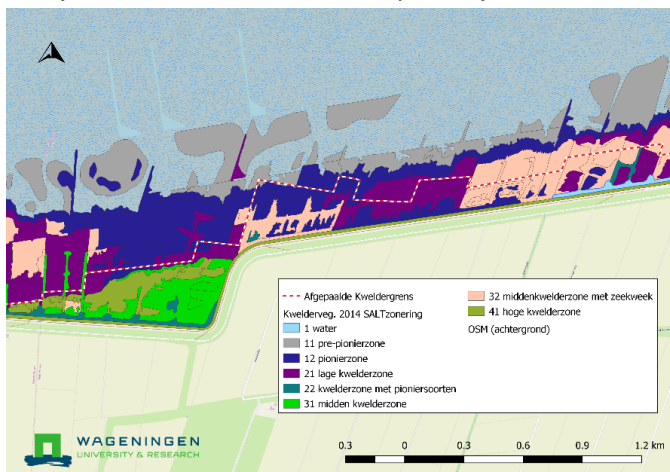 Afgepaalde Kweldergrens
Kwelderveg. 2014 SALTzonering
1 water
11 pre-pionierzone
12 pionierzone
21 lage kwelderzone
22 kwelderzone met pioniersoorten
31 midden kwelderzone
32 middenkwelderzone met zeekweek
41 hoge kwelderzone
OSM (achtergrond)
WAGENINGEN
UNIVERSITY & RESEARCH
0.3 0 0.3 0.6 0.9 1.2 km